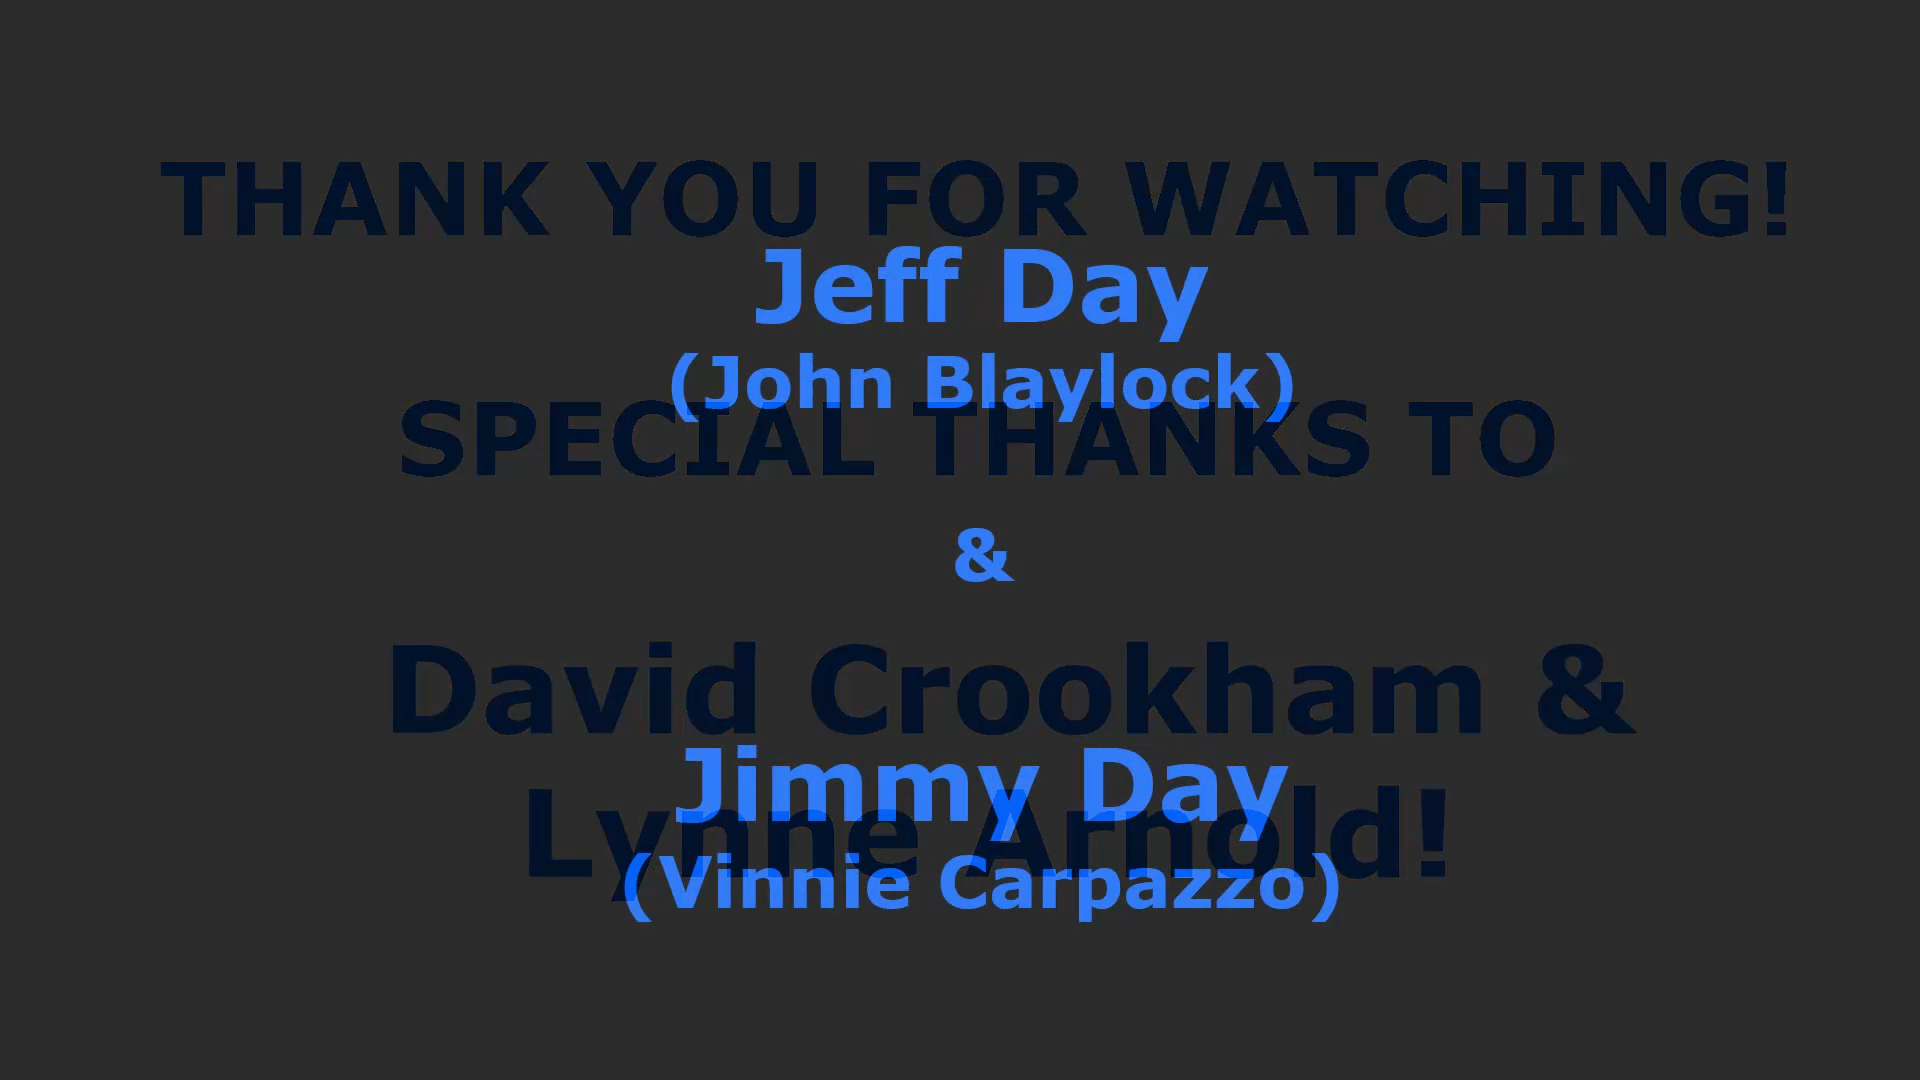 THANK YOU FOR WATCHING!
Jeff Day
(John Blaylock)
SPECIAL THANKS TO
&
David Crookham &
Jimmy Day
Lynne Arnold!
(Vinnie Carpazzo)